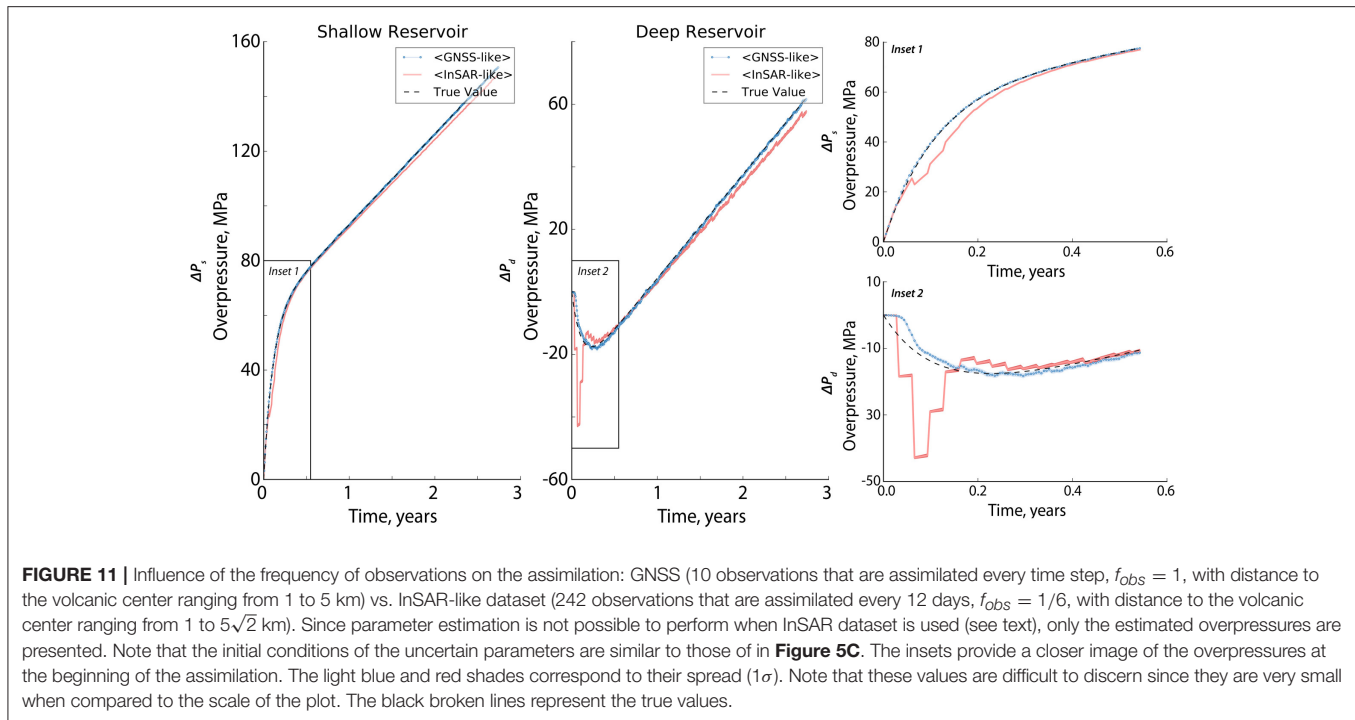 Shallow Reservoir
160
120
80
40
0
ΔPs
Overpressure, MPa
<GNSS-like>
<InSAR-like>
True Value
Inset 1
0 1 2 3
Time, years
Deep Reservoir
60
20
-20
-60
ΔPd
Overpressure, MPa
<GNSS-like>
<InSAR-like>
True Value
Inset 2
0 1 2 3
Time, years
Inset 1
80
60
40
20
0
ΔPs
Overpressure, MPa
0.0 0.2 0.4 0.6
Time, years
Inset 2
10
-10
30
-50
ΔPd
Overpressure, MPa
0.0 0.2 0.4 0.6
Time, years
FIGURE 11 | Influence of the frequency of observations on the assimilation: GNSS (10 observations that are assimilated every time step, fobs = 1, with distance to
the volcanic center ranging from 1 to 5 km) vs. InSAR-like dataset (242 observations that are assimilated every 12 days, fobs = 1/6, with distance to the volcanic
center ranging from 1 to 5√2 km). Since parameter estimation is not possible to perform when InSAR dataset is used (see text), only the estimated overpressures are
presented. Note that the initial conditions of the uncertain parameters are similar to those of in Figure 5C. The insets provide a closer image of the overpressures at
the beginning of the assimilation. The light blue and red shades correspond to their spread (1σ). Note that these values are difficult to discern since they are very small
when compared to the scale of the plot. The black broken lines represent the true values.